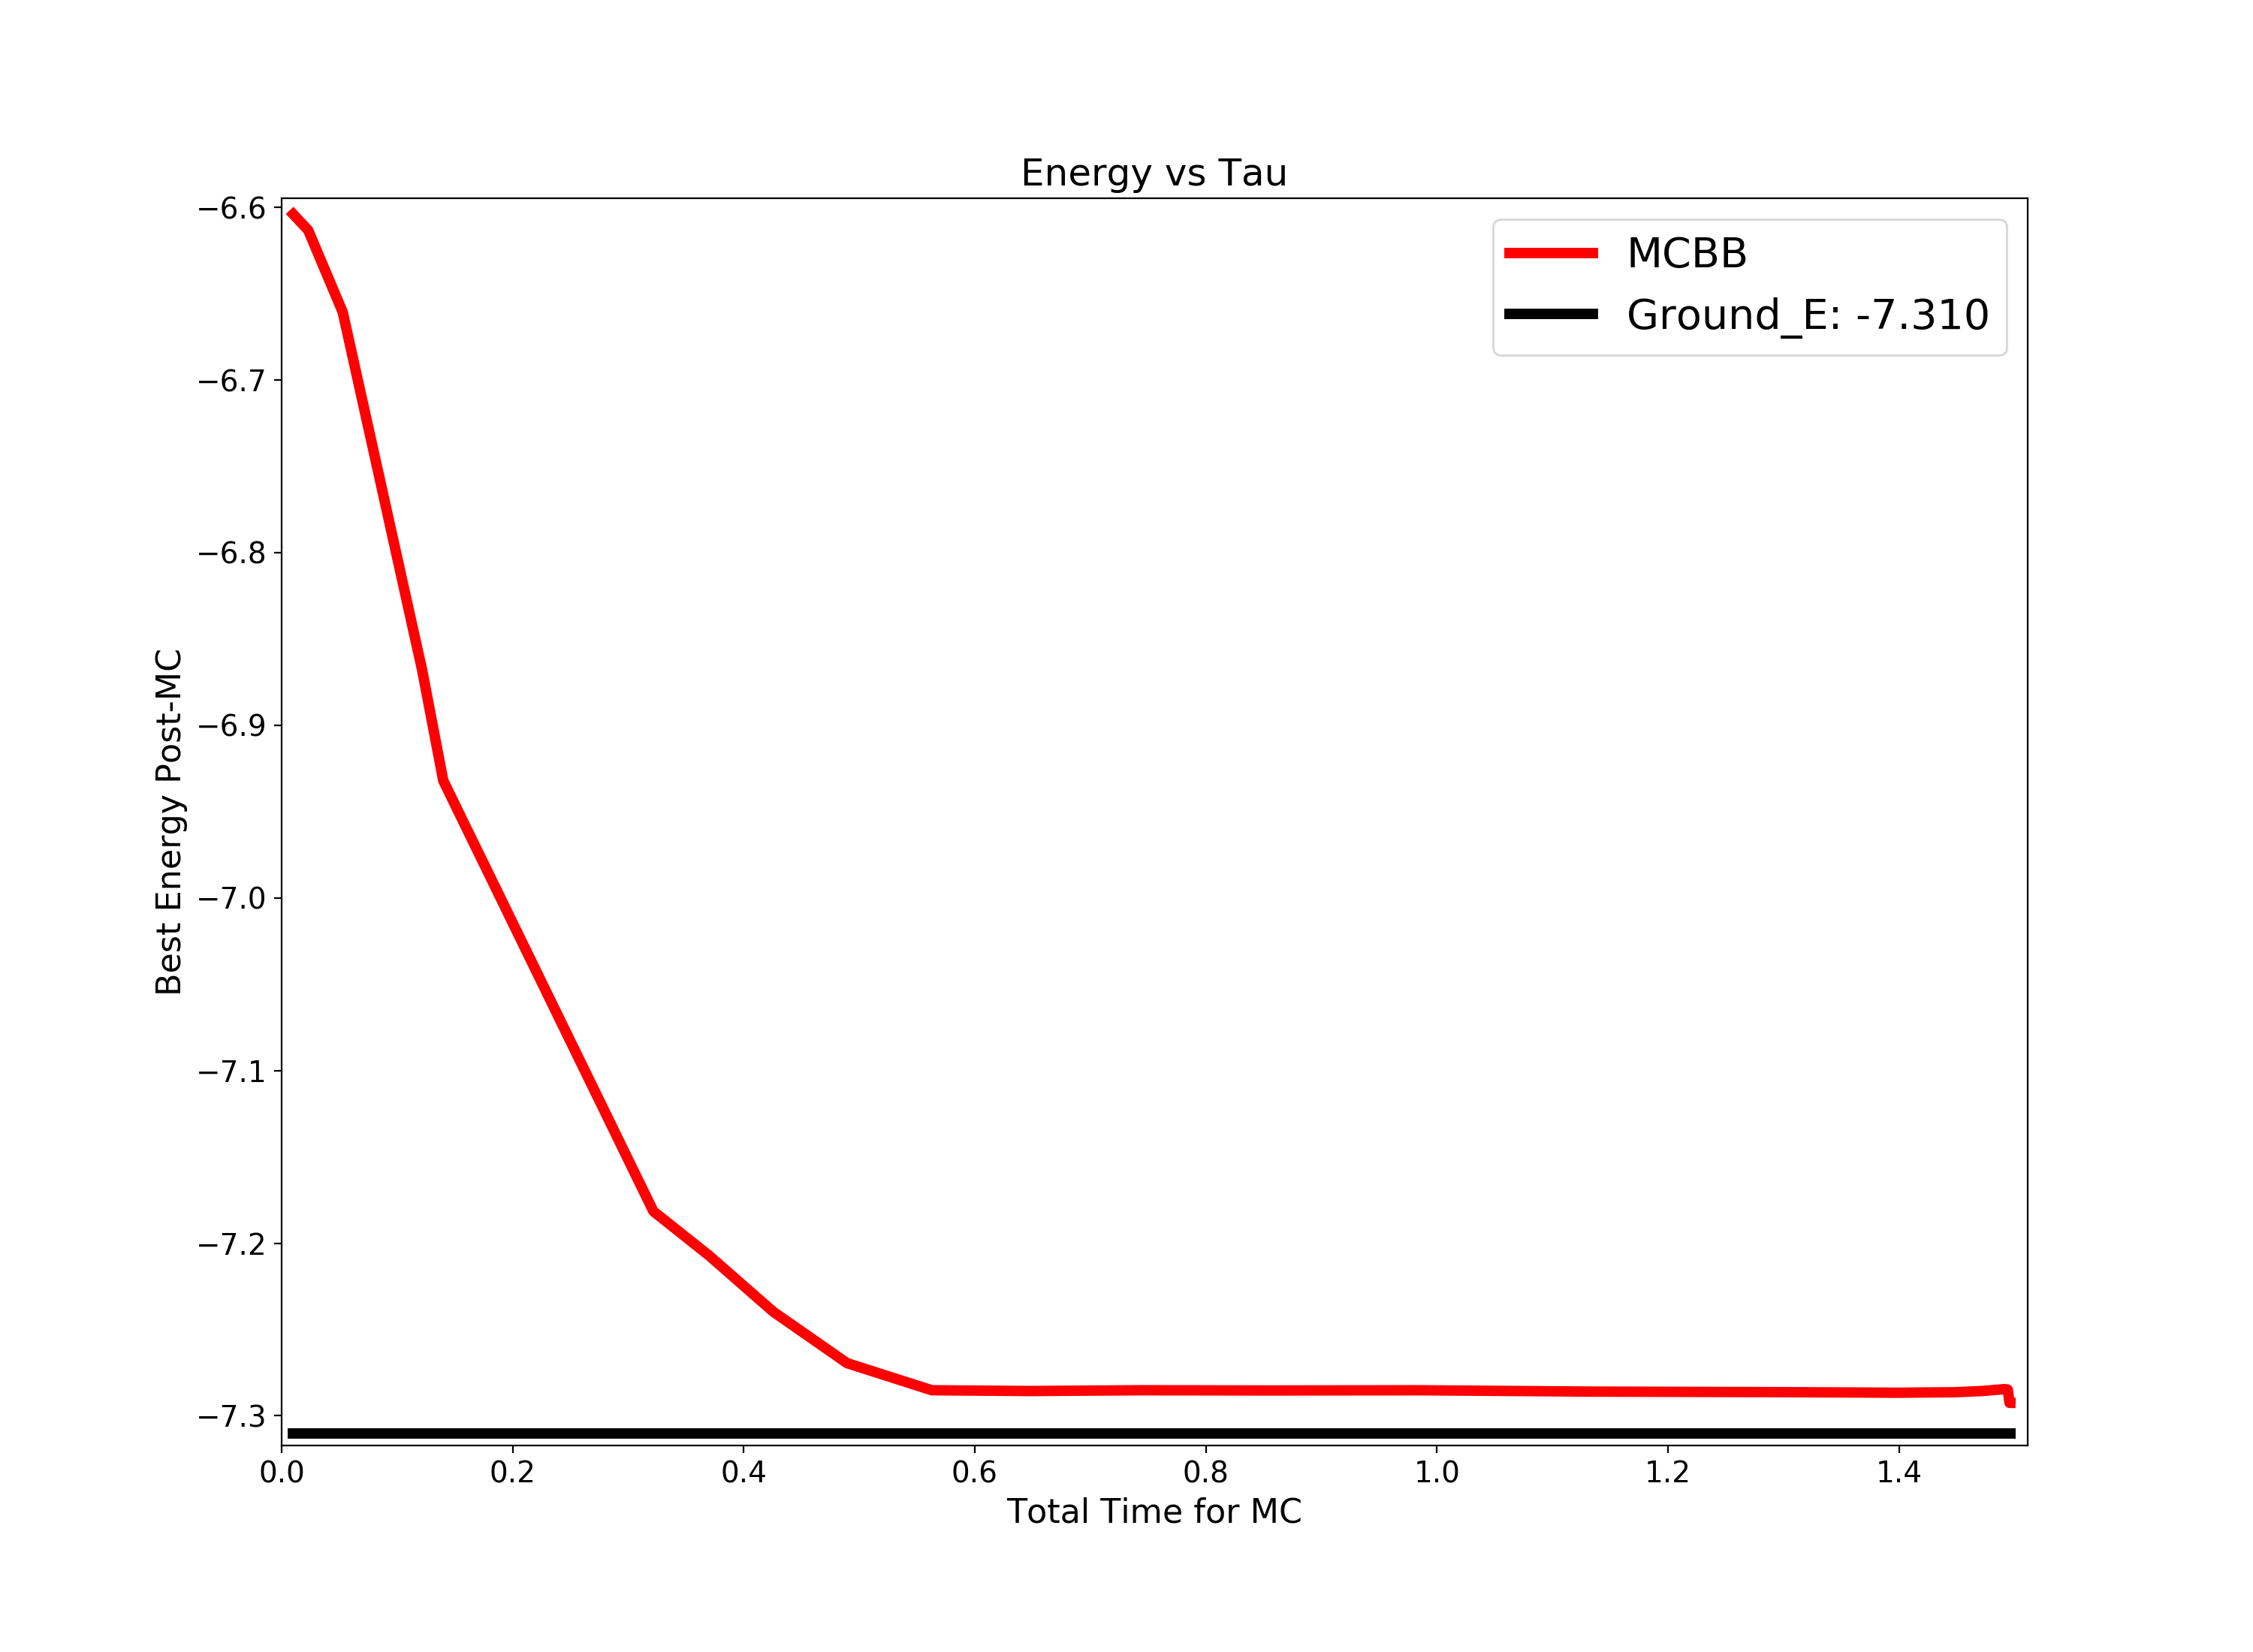 Energy vs Tau
MCBB
Ground_E: -7.310
Best Energy Post-MC
−6.6
−6.7
−6.8
−6.9
−7.0
−7.1
−7.2
−7.3
0.0 0.2 0.4 0.6 0.8 1.0 1.2 1.4
Total Time for MC